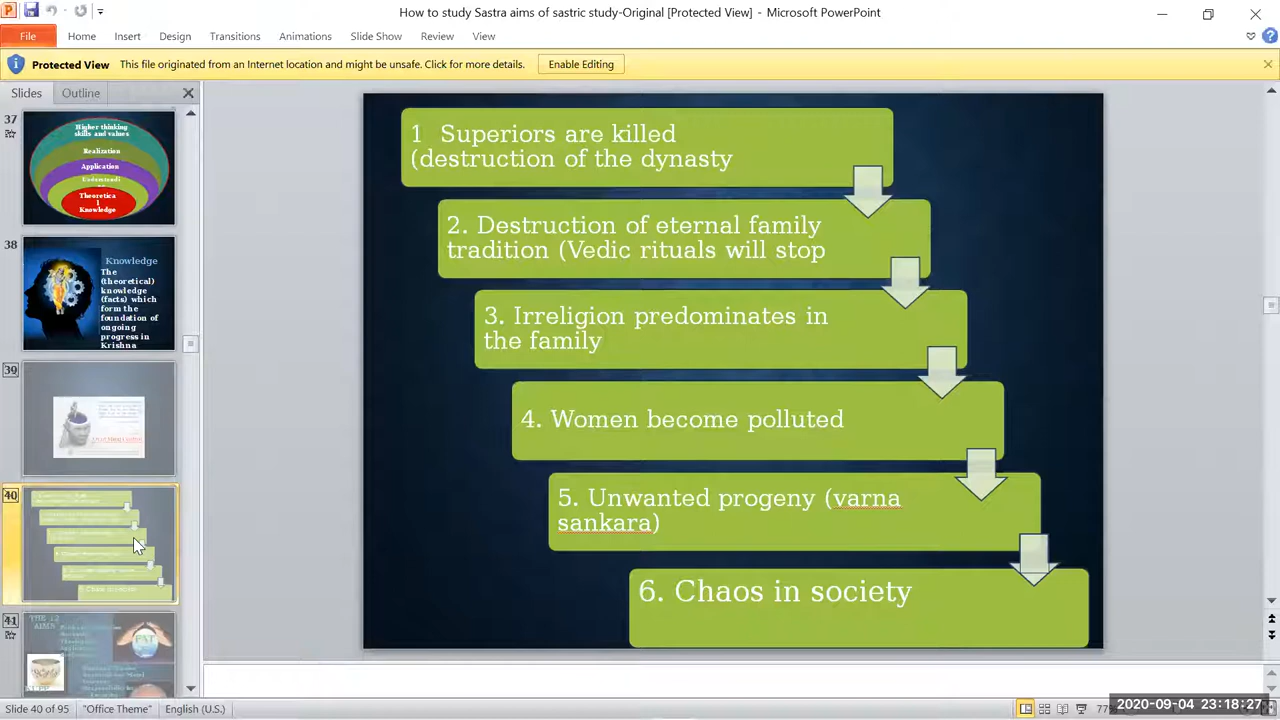 How to study Sastra aims of sastric study-Original [Protected View] - Microsoft PowerPoint
File Home Insert Design Transitions Animations Slide Show Review View
Protected View This file originated from an Internet location and might be unsafe. Click for more details. Enable Editing
Slides Outline
37
Higher thinking
skills and values
Realization
Application
Theoretica
l
Knowledge
38
Knowledge
The
(theoretical)
knowledge
(facts) which
form the
foundation of
ongoing
progress in
Krishna
39
40
41
THE 12
AIMS
1 Superiors are killed
(destruction of the dynasty
2. Destruction of eternal family
tradition (Vedic rituals will stop
3. Irreligion predominates in
the family
4. Women become polluted
5. Unwanted progeny (varna
sankara)
6. Chaos in society
Slide 40 of 95 "Office Theme" English (U.S.)
2020-09-04 23:18:27